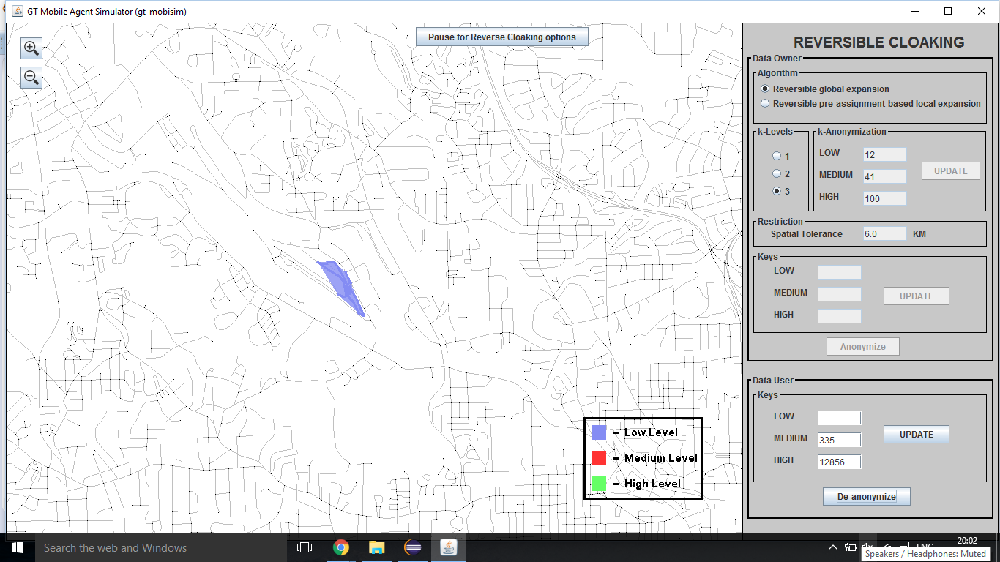 GT Mobile Agent Simulator (gt-mobisim)
Pause for Reverse Cloaking options
REVERSIBLE CLOAKING
Data Owner
Algorithm
Reversible global expansion
Reversible pre-assignment-based local expansion
k-Levels
1
2
3
k-Anonymization
LOW 12
MEDIUM 41
HIGH 100
UPDATE
Restriction
Spatial Tolerance 6.0 KM
Keys
LOW
MEDIUM
HIGH
UPDATE
Anonymize
Data User
Keys
LOW
MEDIUM 335
HIGH 12856
UPDATE
De-anonymize
– Low Level
– Medium Level
– High Level
Search the web and Windows
ENG
20:02
Speakers / Headphones: Muted